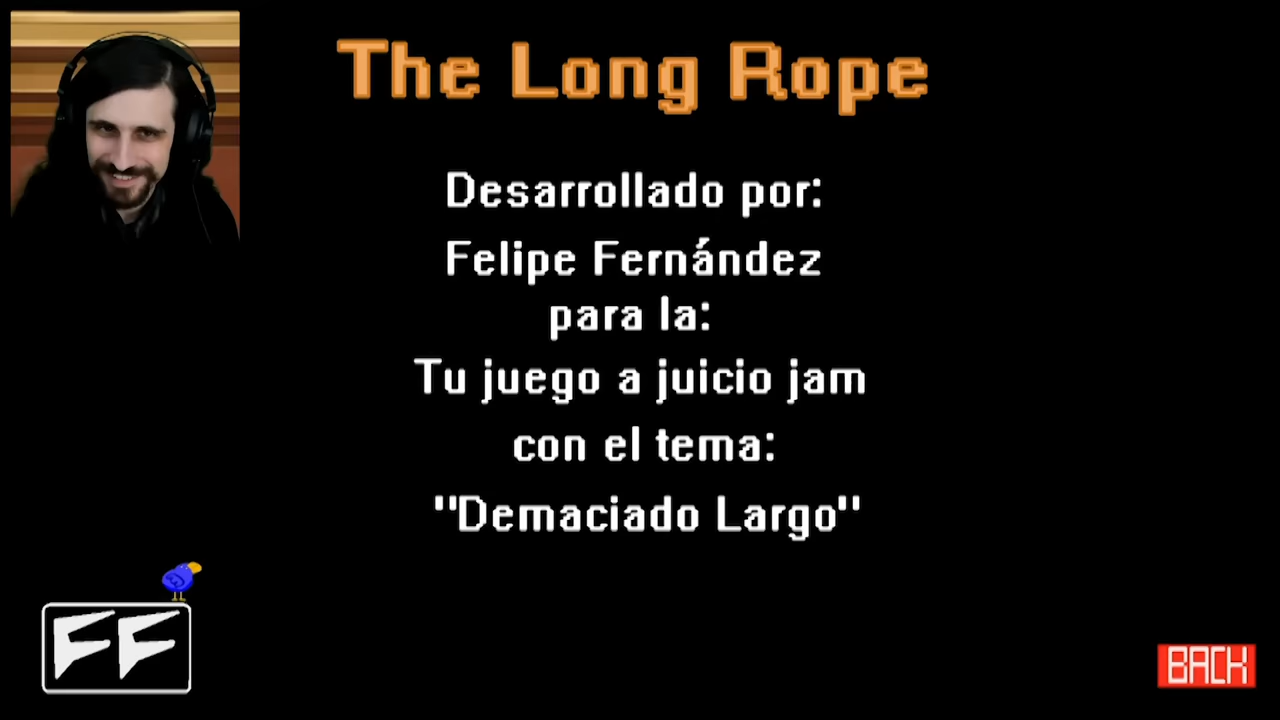 The Long Rope
Desarrollado por:
Felipe Fernández
para la:
Tu juego a juicio jam
con el tema:
"Demaciado Largo"
FF
BACK